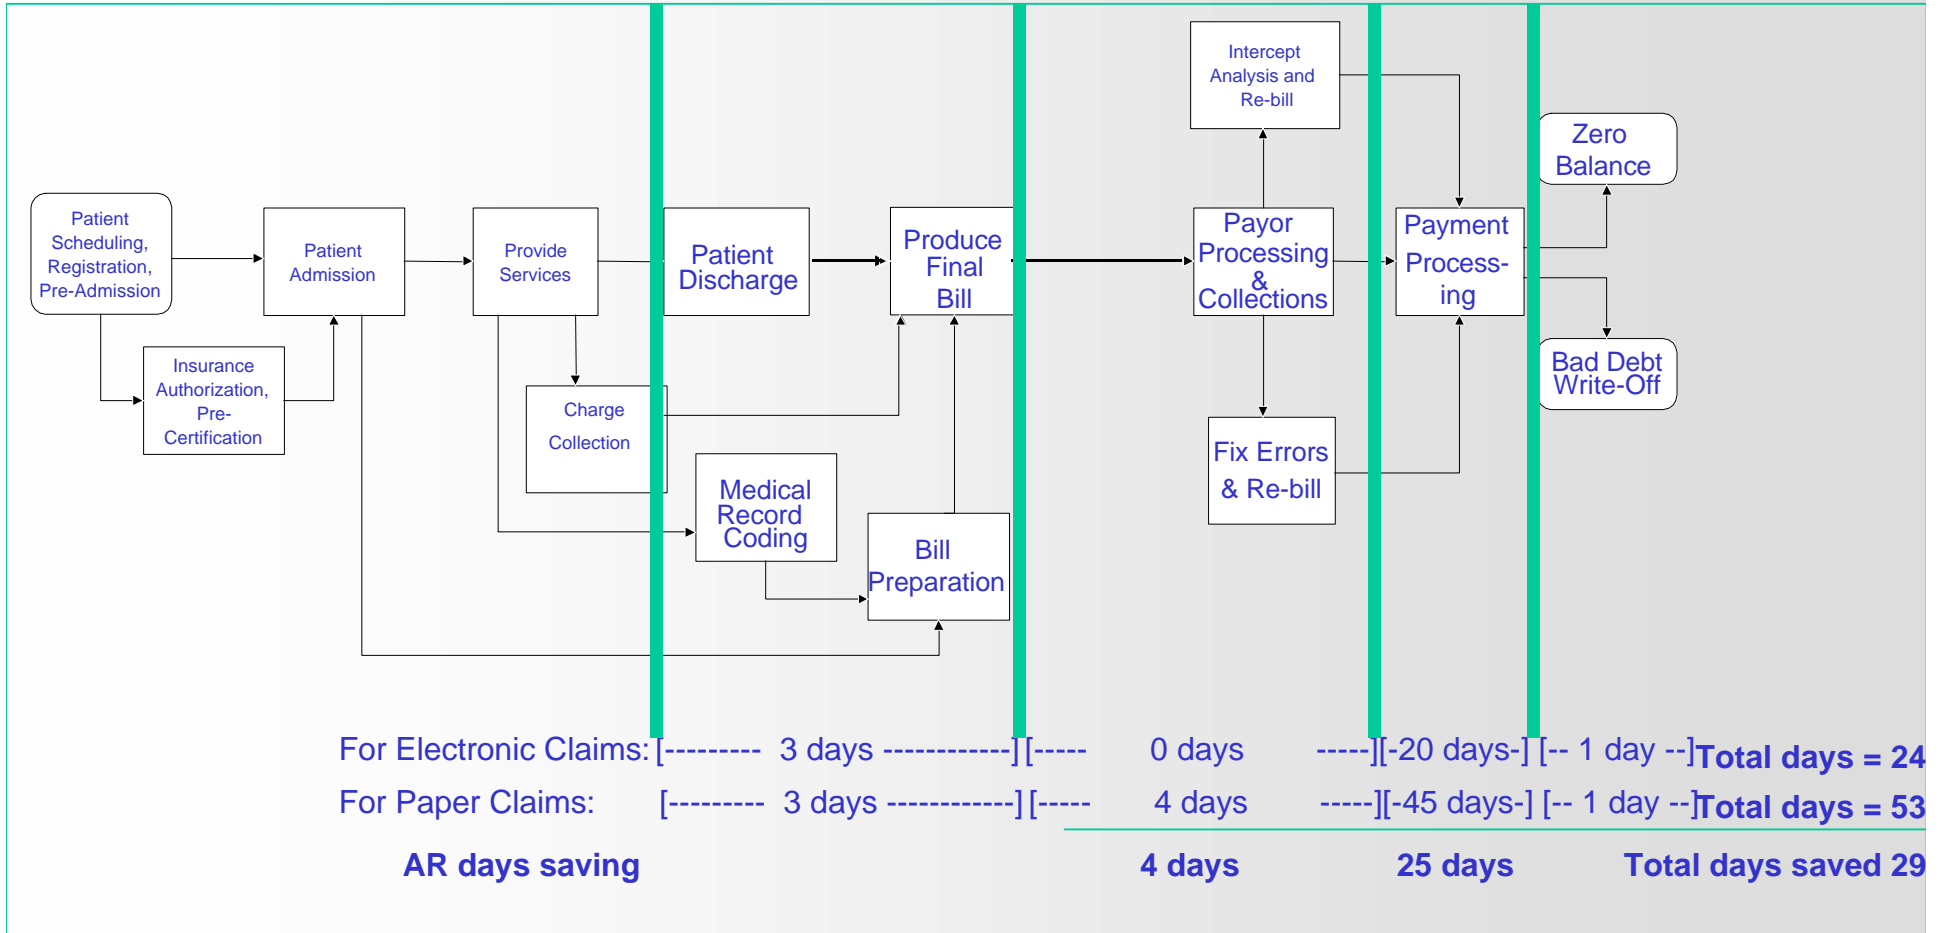 Intercept
Analysis and
Re-bill
Zero
Balance
Patient
Scheduling,
Registration,
Pre-Admission
Patient
Admission
Provide
Services
Patient
Discharge
Produce
Final
Bill
Payor
Processing
&
Collections
Payment
Process-
ing
Insurance
Authorization,
Pre-
Certification
Charge
Collection
Bad Debt
Write-Off
Medical
Record
Coding
Bill
Preparation
Fix Errors
& Re-bill
For Electronic Claims: [--------- 3 days ------------] [----- 0 days -----][-20 days-] [-- 1 day --]Total days = 24
For Paper Claims: [-------- 3 days ------------] [----- 4 days -----][-45 days-] [-- 1 day --]Total days = 53
AR days saving 4 days 25 days Total days saved 29